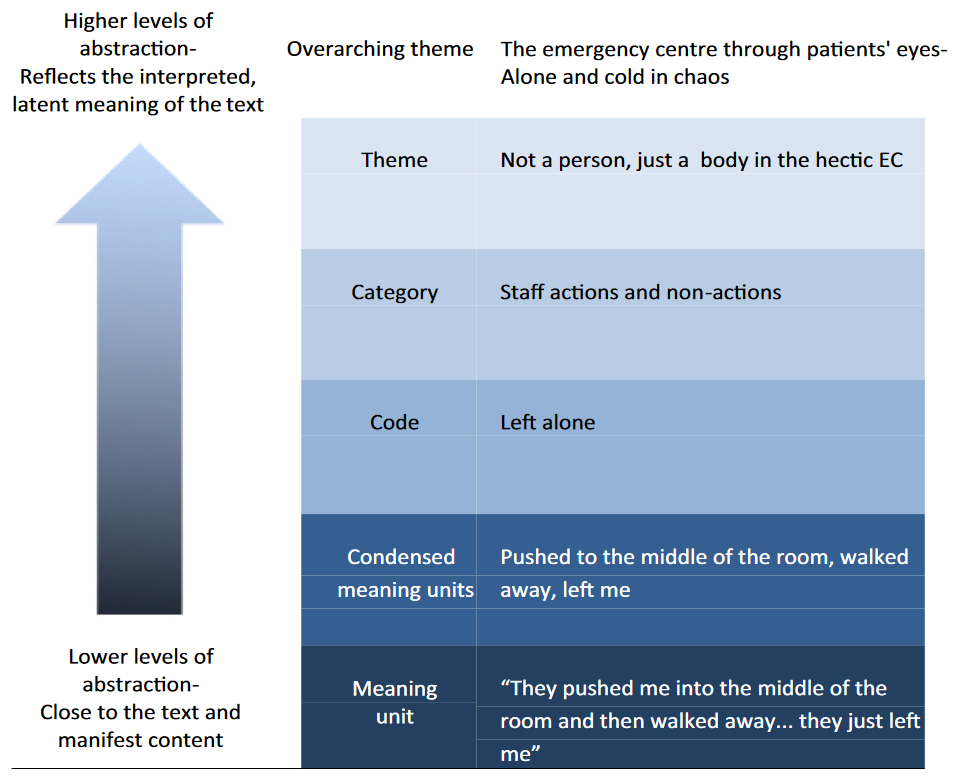 Higher levels of
abstraction-
Reflects the interpreted,
latent meaning of the text
Overarching theme
The emergency centre through patients' eyes-
Alone and cold in chaos
Theme
Not a person, just a  body in the hectic EC
Category
Staff actions and non-actions
Code
Left alone
Condensed
meaning units
Pushed to the middle of the room, walked
away, left me
Lower levels of
abstraction-
Close to the text and
manifest content
Meaning
unit
“They pushed me into the middle of the
room and then walked away... they just left
me”